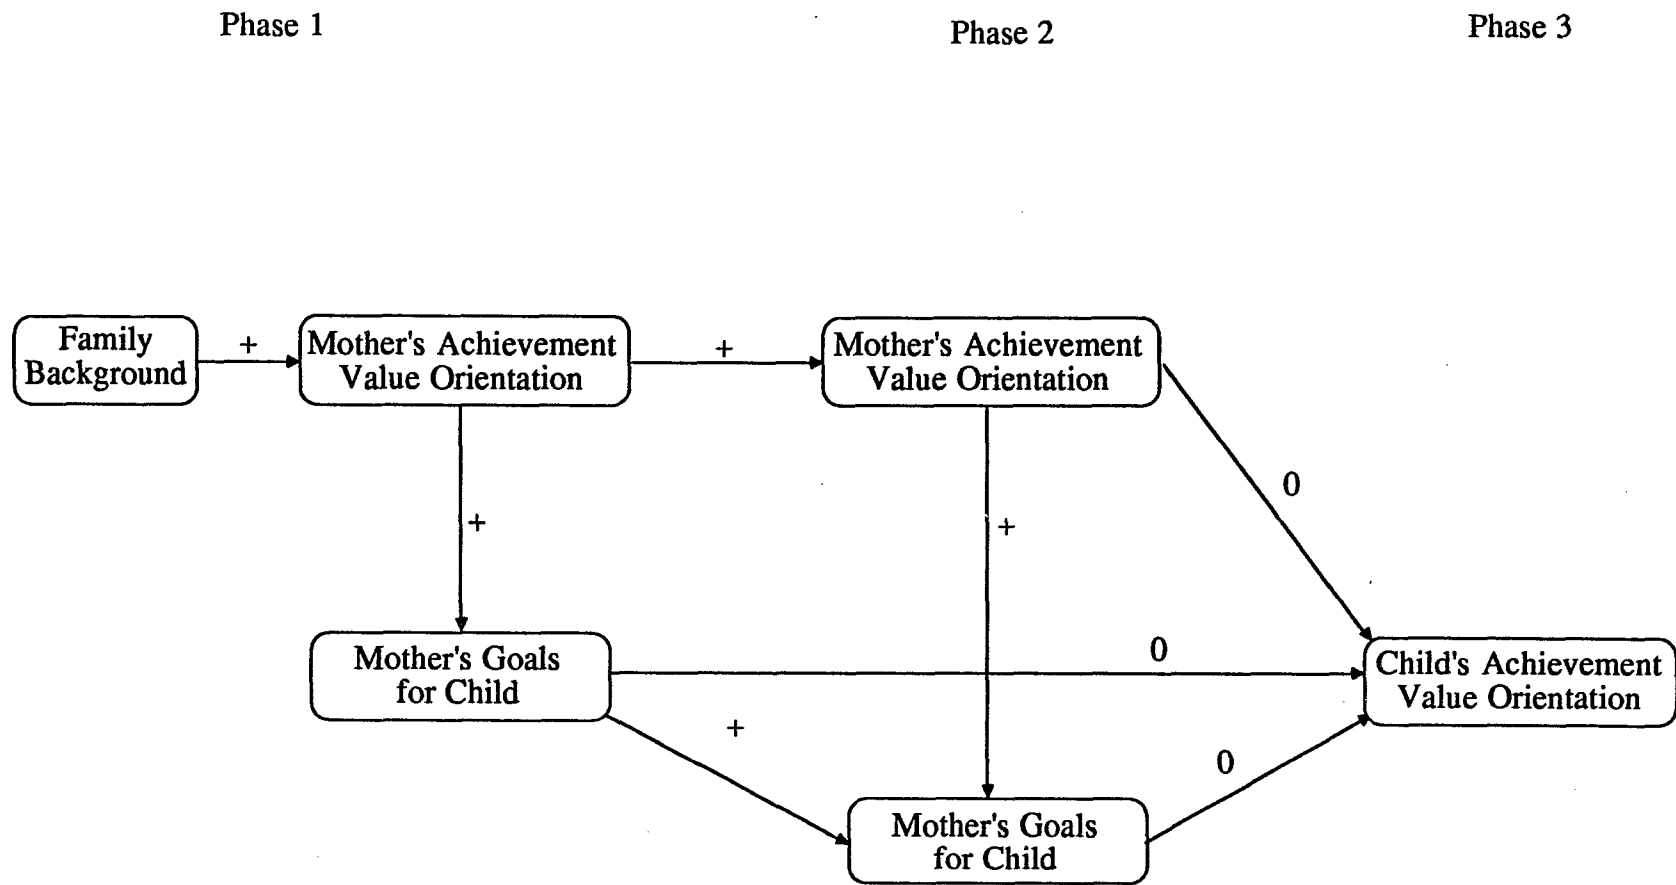 Phase 1
Phase 2
Phase 3
Family
Background
+
Mother's Achievement
Value Orientation
+
Mother's Achievement
Value Orientation
0
+
+
Mother's Goals
for Child
0
Child's Achievement
Value Orientation
+
0
Mother's Goals
for Child